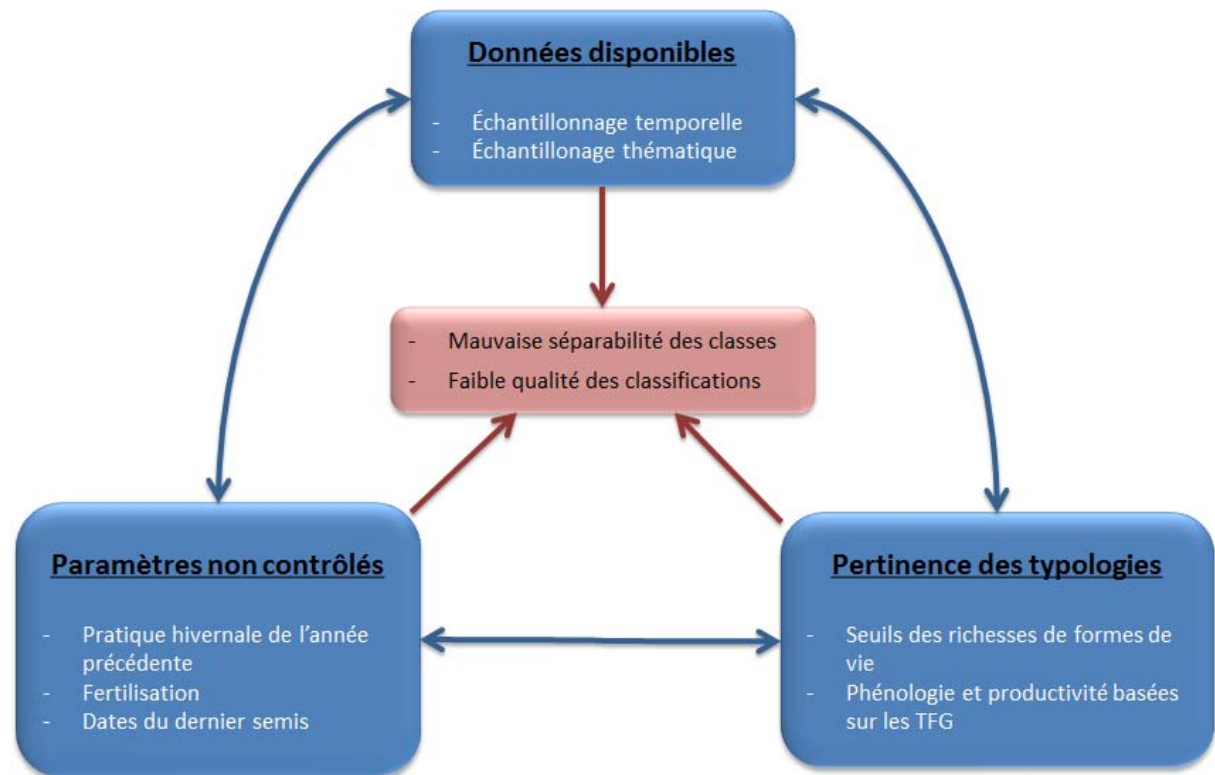 Données disponibles
- Échantillonnage temporelle
- Échantillonage thématique
- Mauvaise séparabilité des classes
- Faible qualité des classifications
Paramètres non contrôlés
- Pratique hivernale de l'année
précédente
- Fertilisation
- Dates du dernier semis
Pertinence des typologies
- Seuils des richesses de formes de
vie
- Phénologie et productivité basées
sur les TFG